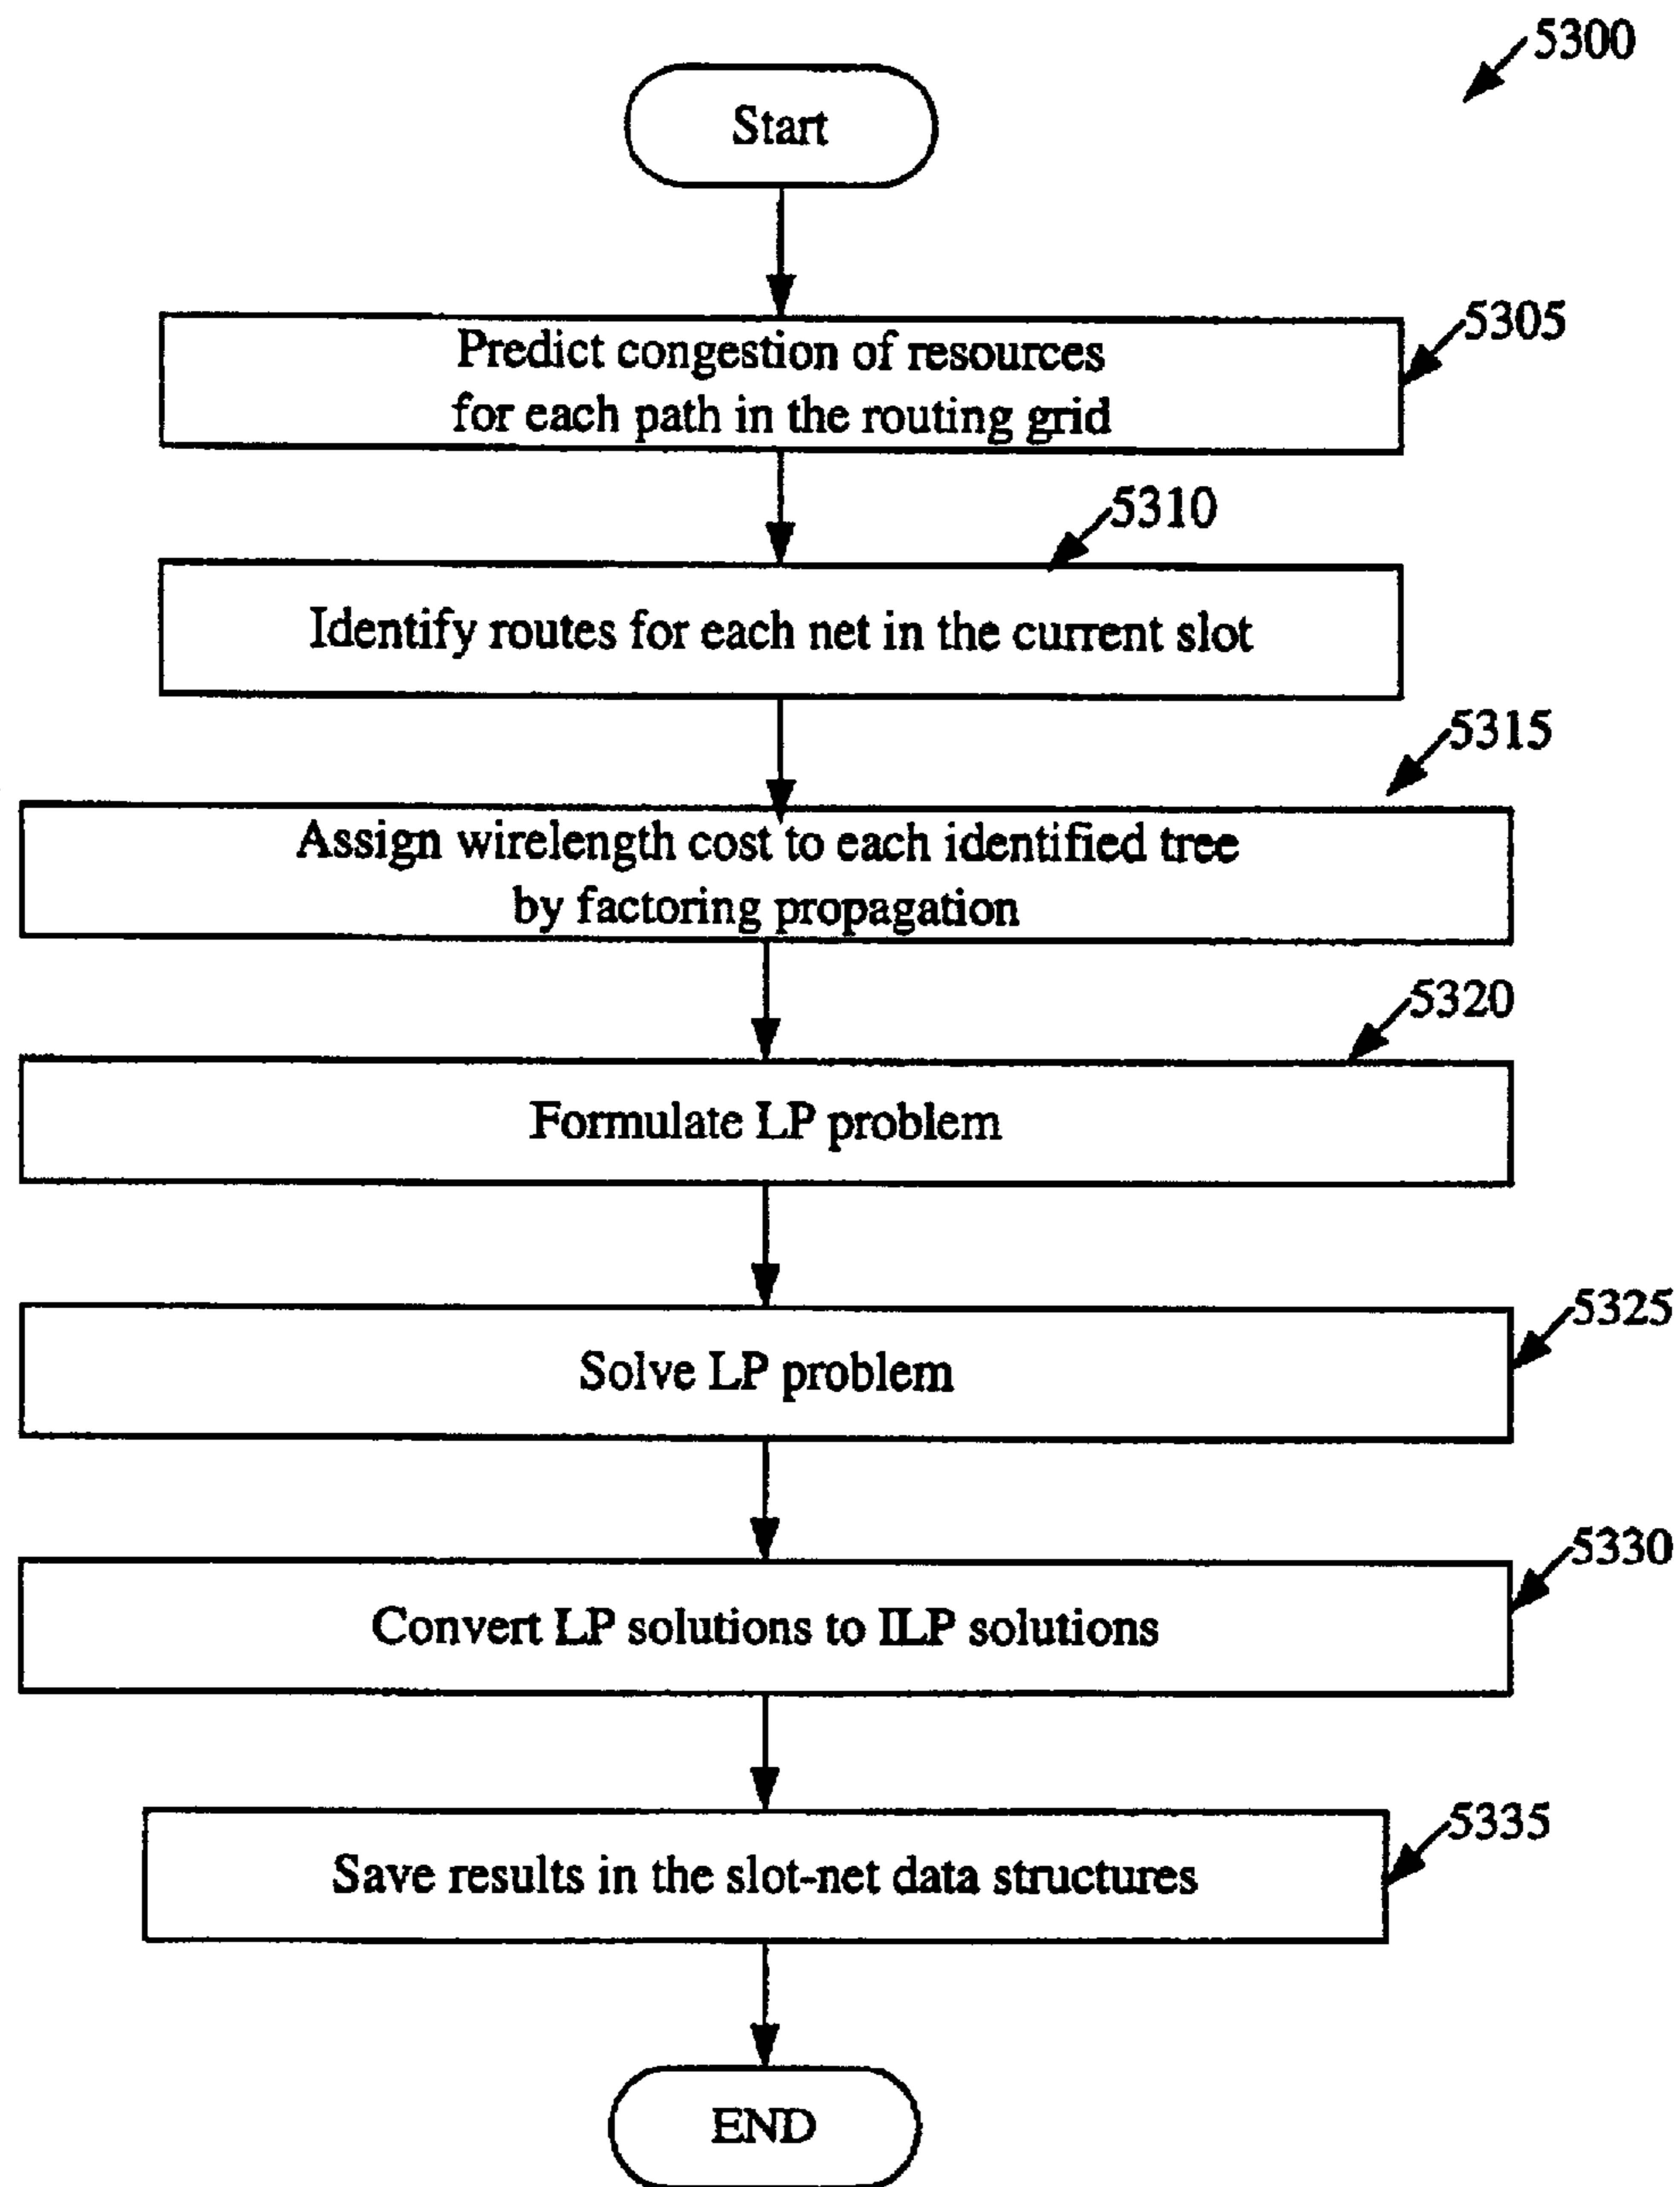 5300
Start
5305
Predict congestion of resources
for each path in the routing grid
5310
Identify routes for each net in the current slot
5315
Assign wirelength cost to each identified tree
by factoring propagation
5320
Formulate LP problem
5325
Solve LP problem
5330
Convert LP solutions to ILP solutions
5335
Save results in the slot-net data structures
END